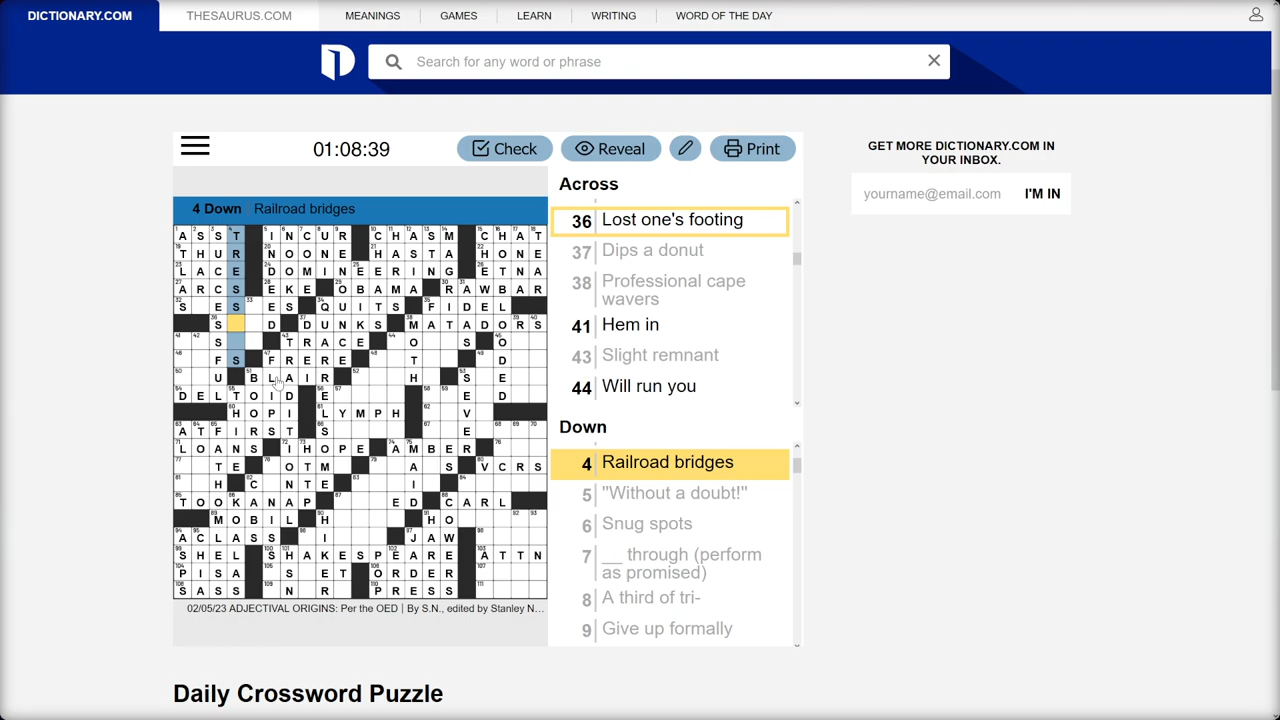 DICTIONARY.COM THESAURUS.COM MEANINGS GAMES LEARN WRITING WORD OF THE DAY
Search for any word or phrase
01:08:39 Check Reveal Print
4 Down Railroad bridges
A S S T I N C U R C H A S M C H A T
T H U R N O O N E H A S T A H O N E
L A C E D O M I N E E R I N G E T N A
A R C S E K E O B A M A R A W B A R
S E S E S Q U I T S F I D E L
S D D U N K S M A T A D O R S
S T R A C E O S O
F S F R E R E T D
U B L A I R H S E
D E L T O I D E E D
H O P I L Y M P H V
A T F I R S T S E
L O A N S I H O P E A M B E R
T E O T M A S V C R S
H C N T E I
T O O K A N A P E D C A R L
M O B I L H H O
A C L A S S I J A W
S H E L S H A K E S P E A R E A T T N
P I S A S E T O R D E R
S A S S N R P R E S S
02/05/23 ADJECTIVAL ORIGINS: Per the OED | By S.N., edited by Stanley N...
Across
36 Lost one's footing
37 Dips a donut
38 Professional cape
wavers
41 Hem in
43 Slight remnant
44 Will run you
Down
4 Railroad bridges
5 "Without a doubt!"
6 Snug spots
7 __ through (perform
as promised)
8 A third of tri-
9 Give up formally
GET MORE DICTIONARY.COM IN
YOUR INBOX.
yourname@email.com I'M IN
Daily Crossword Puzzle